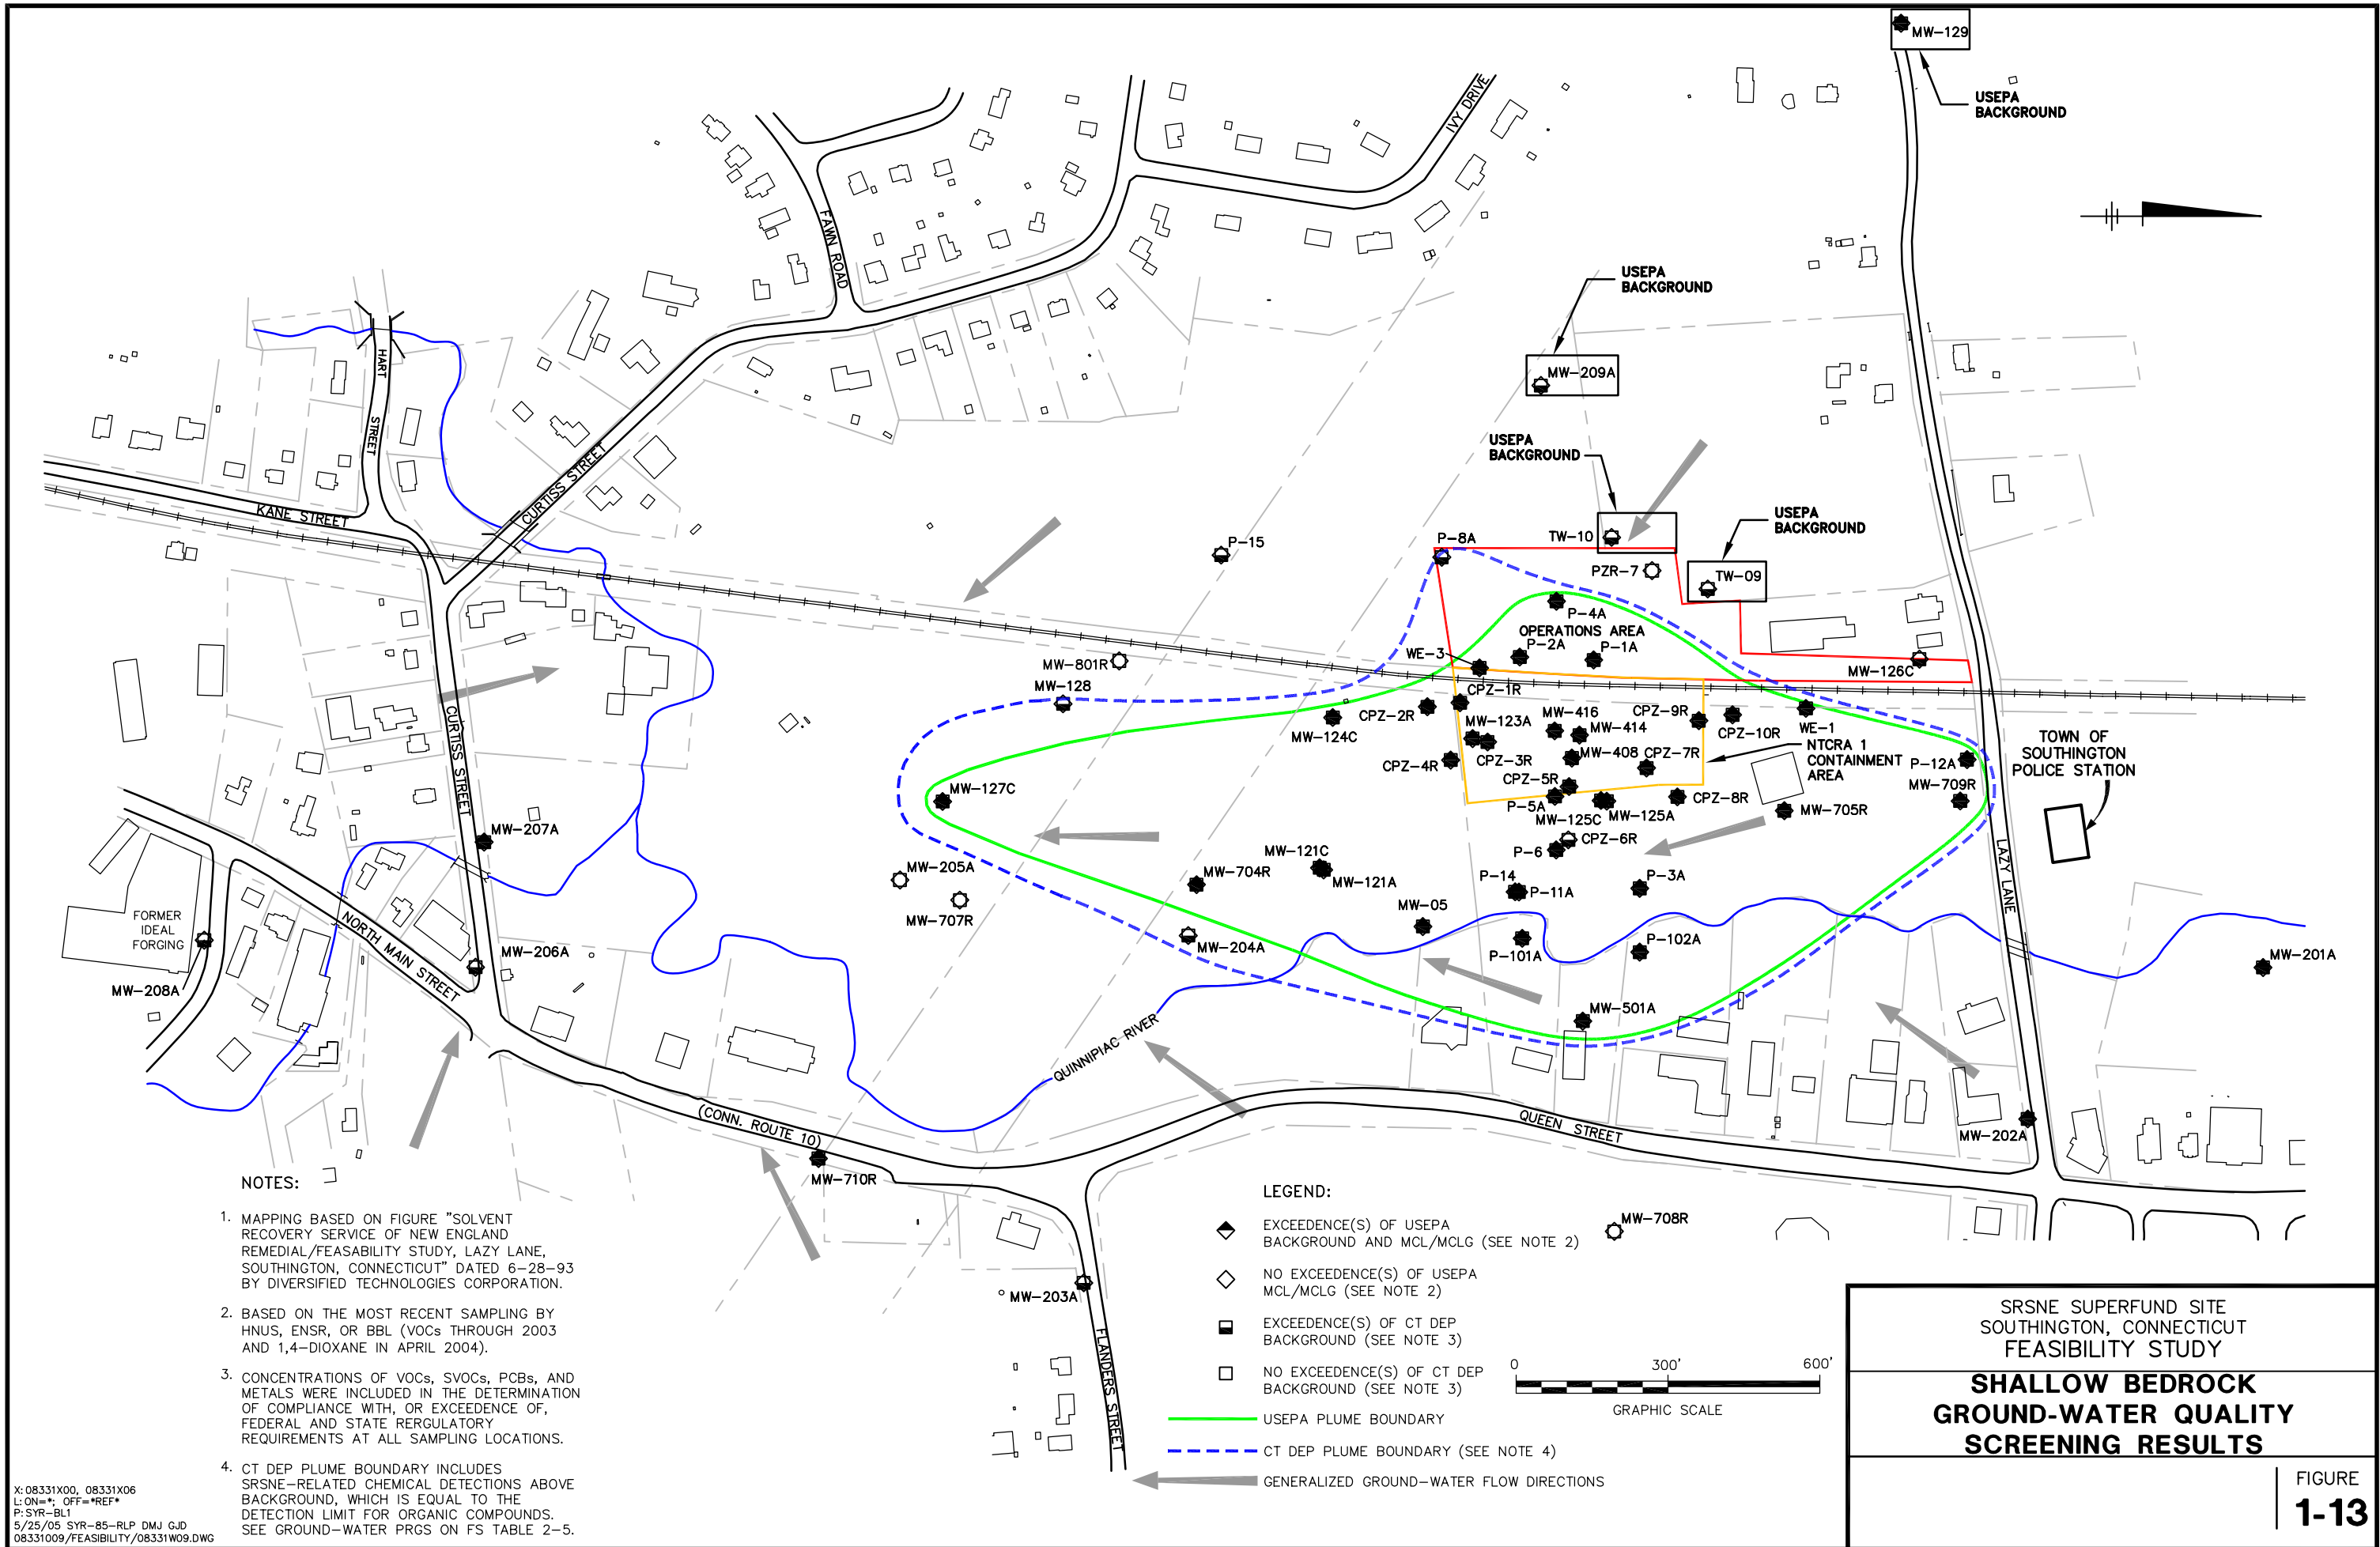 MW-129
USEPA
BACKGROUND
IVY DRIVE
FAWN ROAD
USEPA
BACKGROUND
MW-209A
HART
STREET
USEPA
BACKGROUND
CURTISS STREET
KANE STREET
USEPA
BACKGROUND
P-15
P-8A
TW-10
PZR-7
TW-09
P-4A
OPERATIONS AREA
WE-3
P-2A
P-1A
MW-801R
MW-126C
MW-128
CPZ-1R
CPZ-2R
MW-123A
MW-416
MW-414
CPZ-9R
CPZ-10R
WE-1
MW-124C
CURTISS STREET
CPZ-4R
CPZ-3R
MW-408
CPZ-7R
NTCRA 1
CONTAINMENT
AREA
TOWN OF
SOUTHINGTON
POLICE STATION
P-12A
CPZ-5R
MW-709R
MW-127C
P-5A
CPZ-8R
MW-125C
MW-125A
MW-705R
MW-207A
CPZ-6R
P-6
MW-121C
LAZY LANE
MW-205A
MW-704R
MW-121A
P-14
P-11A
P-3A
MW-707R
MW-05
FORMER
IDEAL
FORGING
NORTH MAIN STREET
MW-206A
MW-204A
P-101A
P-102A
MW-201A
MW-208A
MW-501A
QUINNIPIAC RIVER
(CONN. ROUTE 10)
QUEEN STREET
MW-202A
MW-710R
MW-203A
FLANDERS STREET
MW-708R
NOTES:
1. MAPPING BASED ON FIGURE "SOLVENT
RECOVERY SERVICE OF NEW ENGLAND
REMEDIAL/FEASABILITY STUDY, LAZY LANE,
SOUTHINGTON, CONNECTICUT" DATED 6-28-93
BY DIVERSIFIED TECHNOLOGIES CORPORATION.
2. BASED ON THE MOST RECENT SAMPLING BY
HNUS, ENSR, OR BBL (VOCs THROUGH 2003
AND 1,4-DIOXANE IN APRIL 2004).
3. CONCENTRATIONS OF VOCs, SVOCs, PCBs, AND
METALS WERE INCLUDED IN THE DETERMINATION
OF COMPLIANCE WITH, OR EXCEEDENCE OF,
FEDERAL AND STATE RERGULATORY
REQUIREMENTS AT ALL SAMPLING LOCATIONS.
4. CT DEP PLUME BOUNDARY INCLUDES
SRSNE-RELATED CHEMICAL DETECTIONS ABOVE
BACKGROUND, WHICH IS EQUAL TO THE
DETECTION LIMIT FOR ORGANIC COMPOUNDS.
SEE GROUND-WATER PRGS ON FS TABLE 2-5.
LEGEND:
EXCEEDENCE(S) OF USEPA
BACKGROUND AND MCL/MCLG (SEE NOTE 2)
NO EXCEEDENCE(S) OF USEPA
MCL/MCLG (SEE NOTE 2)
EXCEEDENCE(S) OF CT DEP
BACKGROUND (SEE NOTE 3)
NO EXCEEDENCE(S) OF CT DEP
BACKGROUND (SEE NOTE 3)
USEPA PLUME BOUNDARY
CT DEP PLUME BOUNDARY (SEE NOTE 4)
GENERALIZED GROUND-WATER FLOW DIRECTIONS
0 300' 600'
GRAPHIC SCALE
SRSNE SUPERFUND SITE
SOUTHINGTON, CONNECTICUT
FEASIBILITY STUDY
SHALLOW BEDROCK
GROUND-WATER QUALITY
SCREENING RESULTS
FIGURE
1-13
X: 08331X00, 08331X06
L: ON=*; OFF=*REF*
P: SYR-BL1
5/25/05 SYR-85-RLP DMJ GJD
08331009/FEASIBILITY/08331W09.DWG